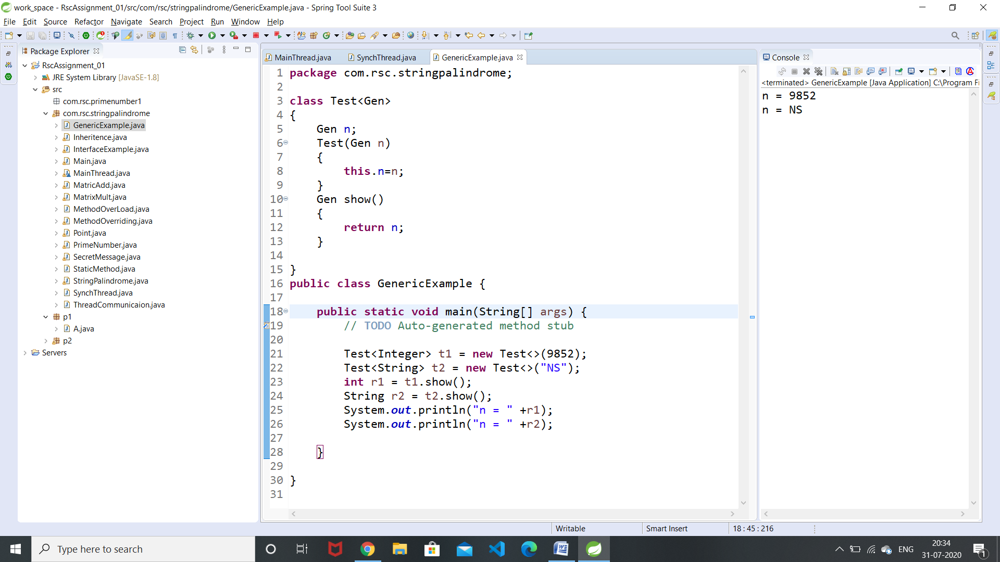 work_space - RscAssignment_01/src/com/rsc/stringpalindrome/GenericExample.java - Spring Tool Suite 3
File Edit Source Refactor Navigate Search Project Run Window Help
Package Explorer
RscAssignment_01
JRE System Library [JavaSE-1.8]
src
com.rsc.primenumber1
com.rsc.stringpalindrome
GenericExample.java
Inheritence.java
InterfaceExample.java
Main.java
MainThread.java
MatricAdd.java
MatrixMult.java
MethodOverLoad.java
MethodOverriding.java
Point.java
PrimeNumber.java
SecretMessage.java
StaticMethod.java
StringPalindrome.java
SynchThread.java
ThreadCommunicaion.java
p1
A.java
p2
Servers
MainThread.java SynchThread.java GenericExample.java
1 package com.rsc.stringpalindrome;
2
3 class Test<Gen>
4 {
5 Gen n;
6 Test(Gen n)
7 {
8 this.n=n;
9 }
10 Gen show()
11 {
12 return n;
13 }
14
15 }
16 public class GenericExample {
17
18 public static void main(String[] args) {
19 // TODO Auto-generated method stub
20
21 Test<Integer> t1 = new Test<>(9852);
22 Test<String> t2 = new Test<>("NS");
23 int r1 = t1.show();
24 String r2 = t2.show();
25 System.out.println("n = " +r1);
26 System.out.println("n = " +r2);
27
28 }
29
30 }
31
Console
<terminated> GenericExample [Java Application] C:\Program Fi
n = 9852
n = NS
Writable Smart Insert 18 : 45 : 216
Type here to search
ENG
20:34
31-07-2020
1